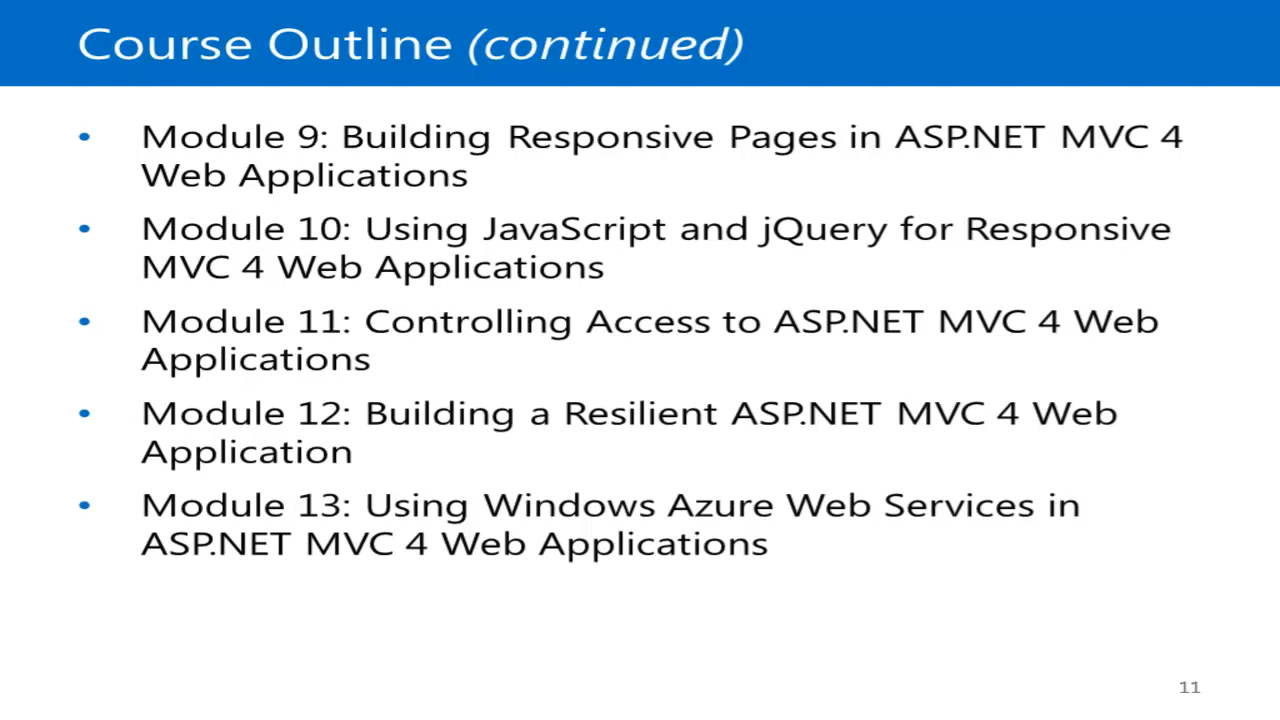 Course Outline (continued)
• Module 9: Building Responsive Pages in ASP.NET MVC 4
Web Applications
• Module 10: Using JavaScript and jQuery for Responsive
MVC 4 Web Applications
• Module 11: Controlling Access to ASP.NET MVC 4 Web
Applications
• Module 12: Building a Resilient ASP.NET MVC 4 Web
Application
• Module 13: Using Windows Azure Web Services in
ASP.NET MVC 4 Web Applications
11